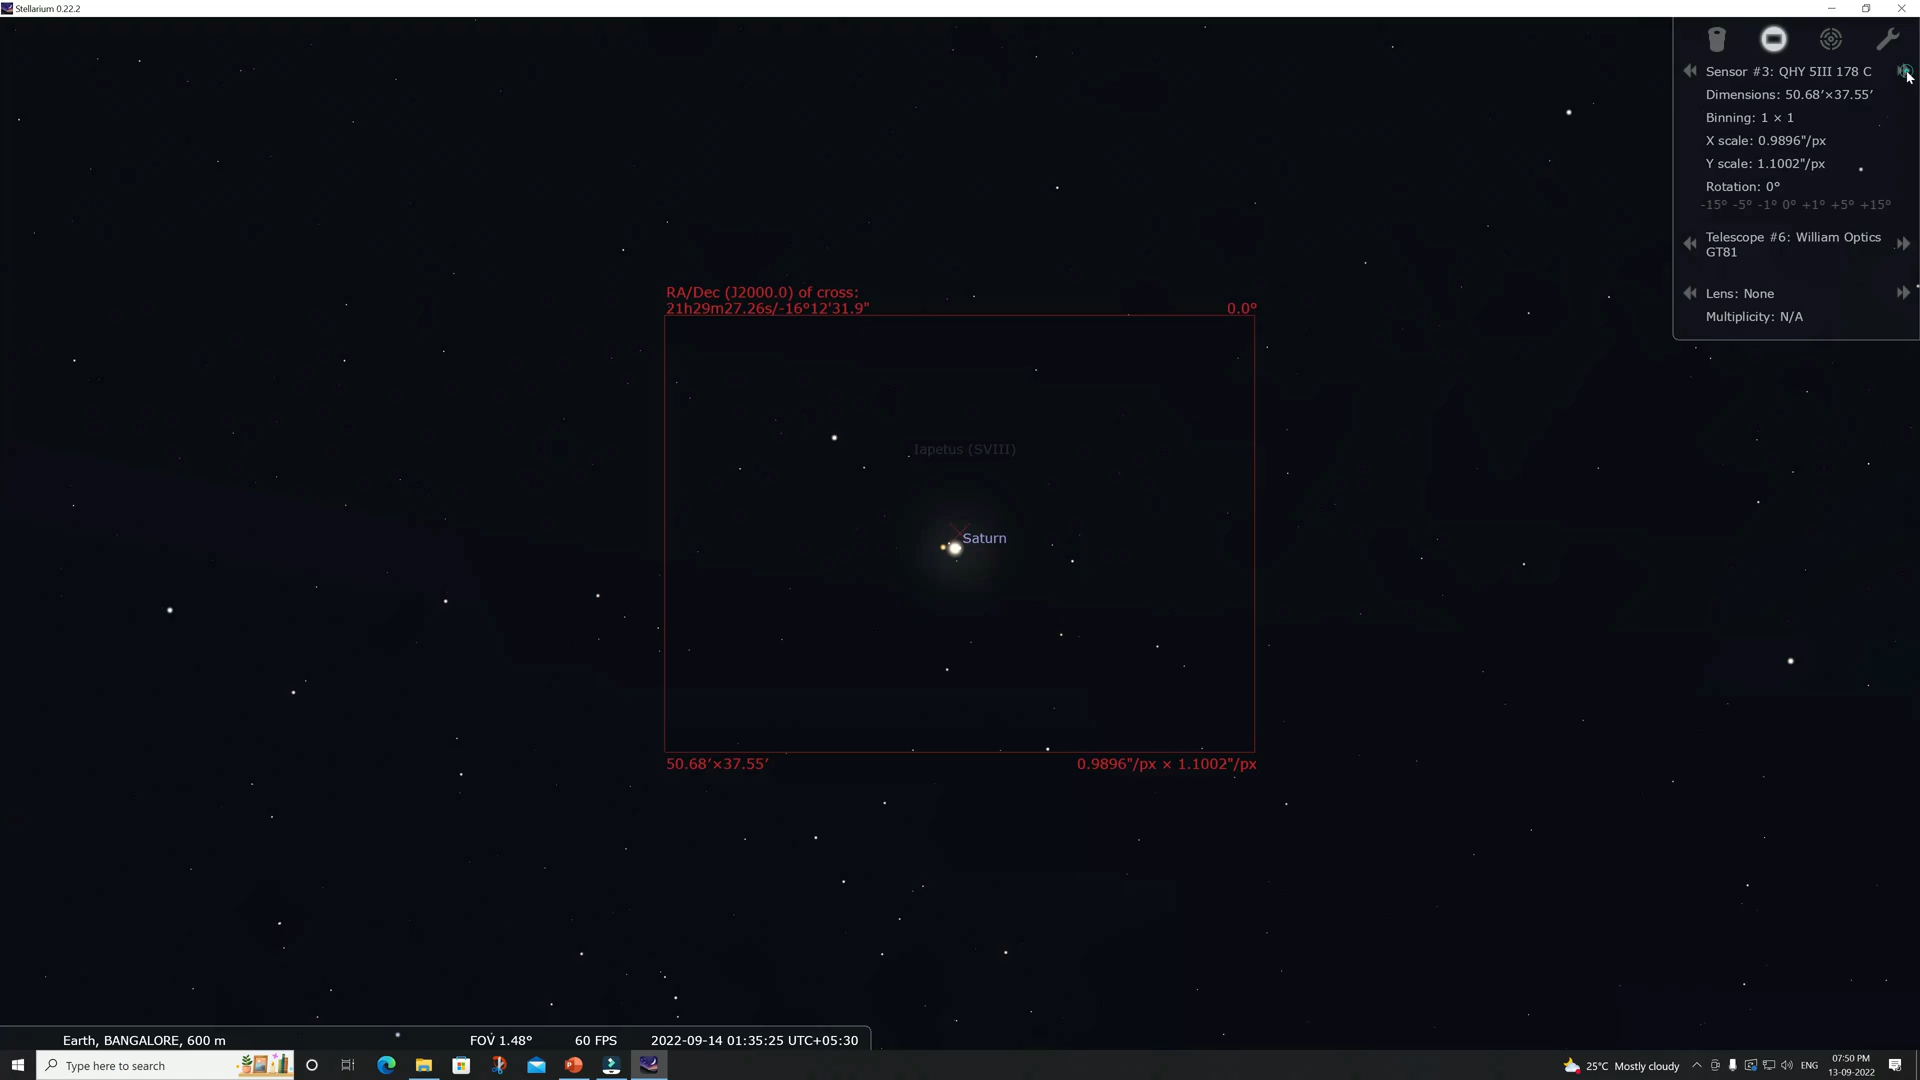 Stellarium 0.22.2
Sensor #3: QHY 5III 178 C
Dimensions: 50.68′×37.55′
Binning: 1 × 1
X scale: 0.9896"/px
Y scale: 1.1002"/px
Rotation: 0°
-15° -5° -1° 0° +1° +5° +15°
Telescope #6: William Optics
GT81
Lens: None
Multiplicity: N/A
RA/Dec (J2000.0) of cross:
21h29m27.26s/-16°12'31.9"
0.0°
Iapetus (SVIII)
Saturn
50.68′×37.55′
0.9896"/px × 1.1002"/px
Earth, BANGALORE, 600 m
FOV 1.48°
60 FPS
2022-09-14 01:35:25 UTC+05:30
Type here to search
25°C Mostly cloudy
ENG
07:50 PM
13-09-2022